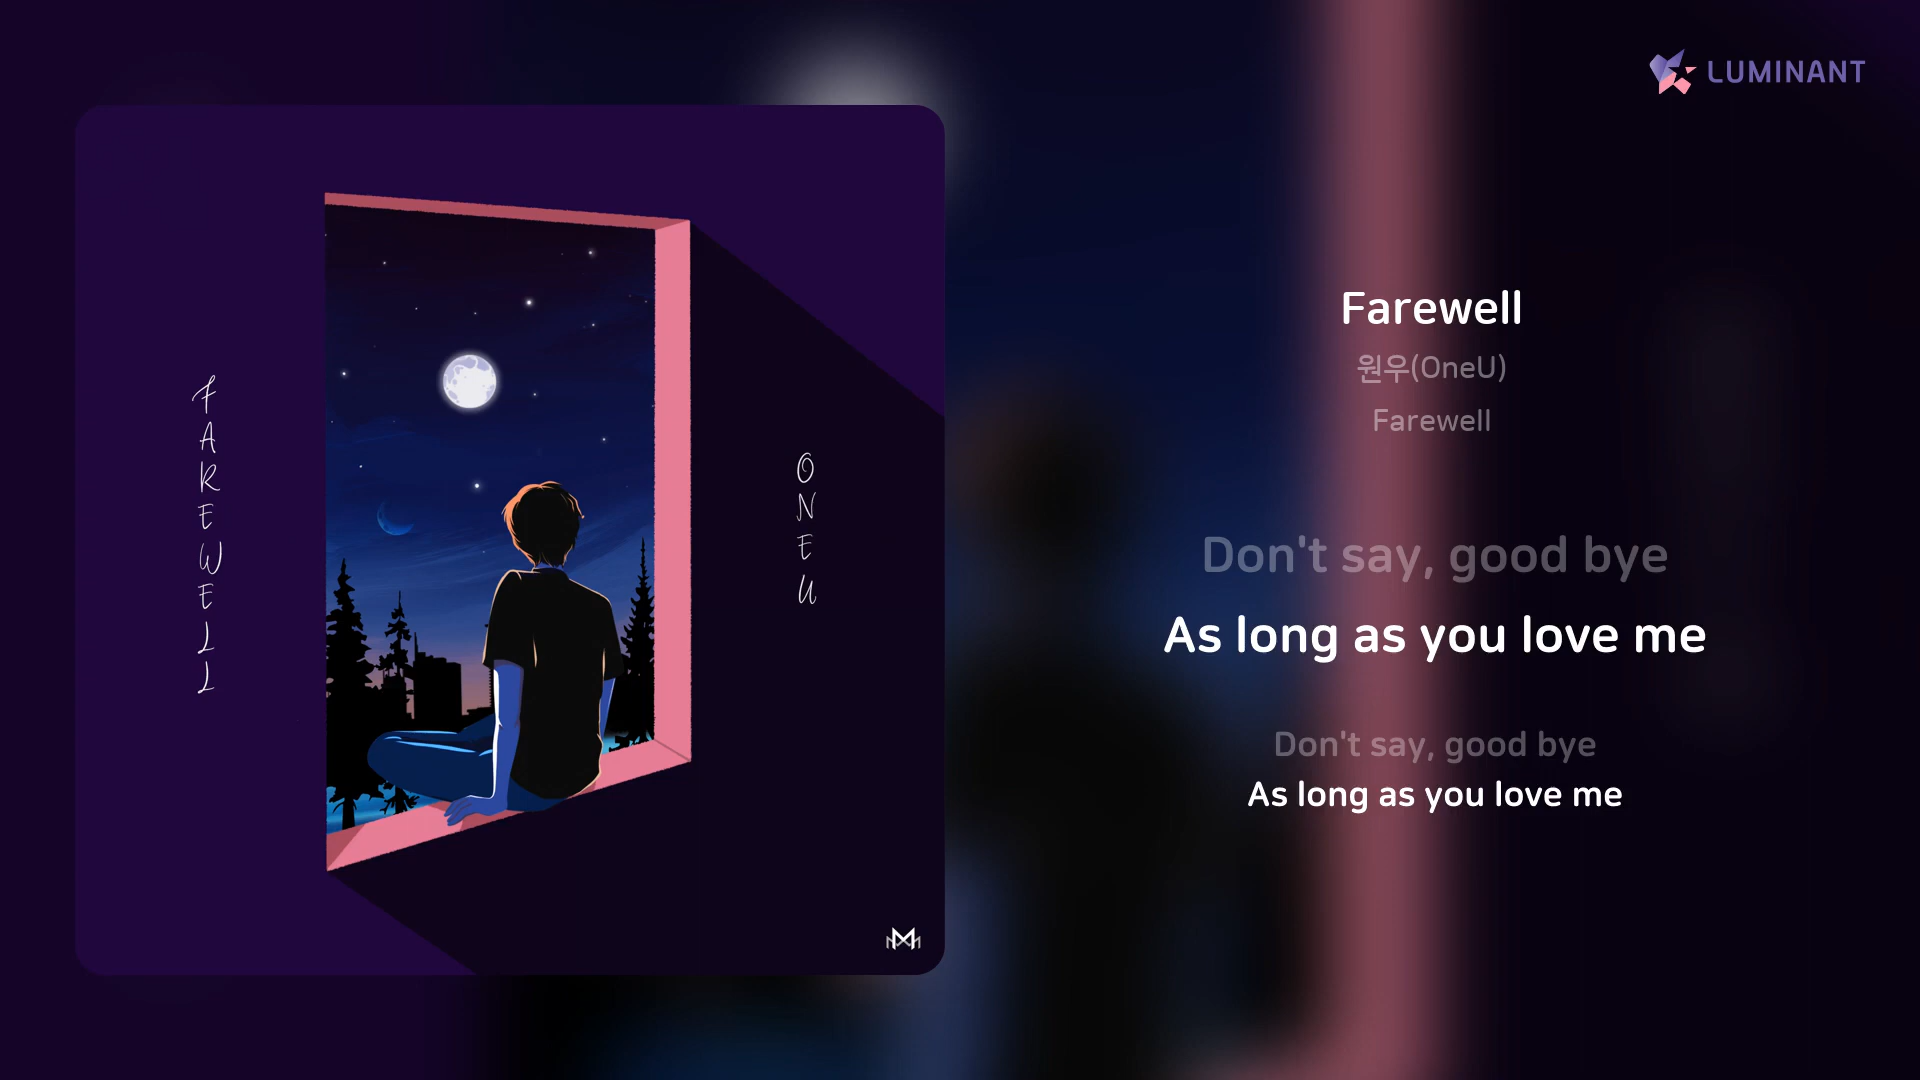 FAREWELL
ONEU
LUMINANT
Farewell
원우(OneU)
Farewell
Don't say, good bye
As long as you love me
Don't say, good bye
As long as you love me